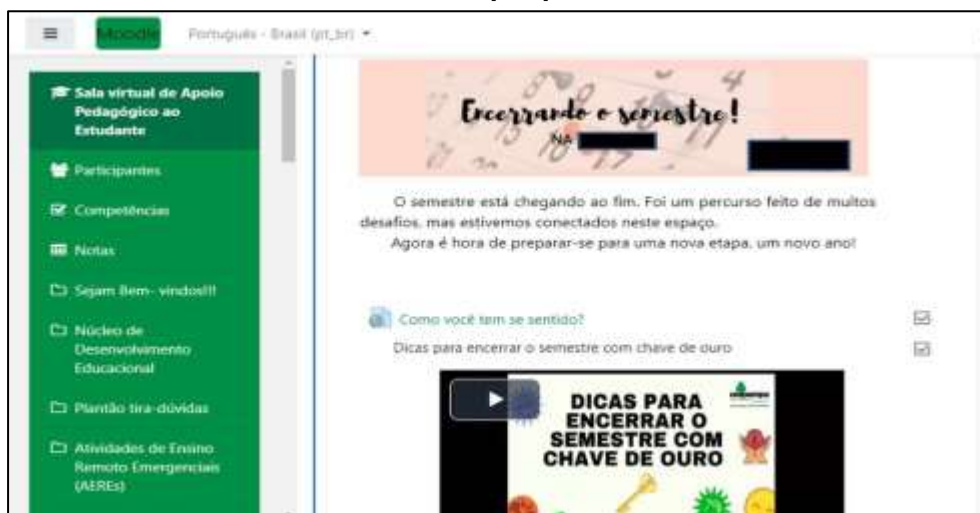 Moodle Português - Brasil (pt_br)
Sala virtual de Apoio
Pedagógico ao
Estudante
Participantes
Competências
Notas
Sejam Bem- vindos!!!
Núcleo de
Desenvolvimento
Educacional
Plantão tira-dúvidas
Atividades de Ensino
Remoto Emergenciais
(AEREs)
Encerrando o semestre!
NA
O semestre está chegando ao fim. Foi um percurso feito de muitos
desafios, mas estivemos conectados neste espaço.
Agora é hora de preparar-se para uma nova etapa, um novo ano!
Como você tem se sentido?
Dicas para encerrar o semestre com chave de ouro
DICAS PARA
ENCERRAR O
SEMESTRE COM
CHAVE DE OURO